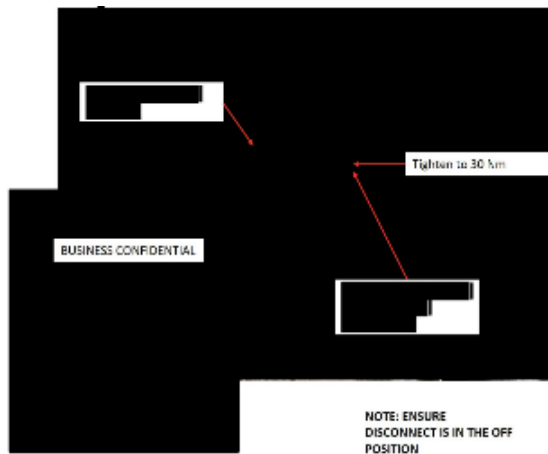 Tighten to 30 Nm
BUSINESS CONFIDENTIAL
NOTE: ENSURE
DISCONNECT IS IN THE OFF
POSITION